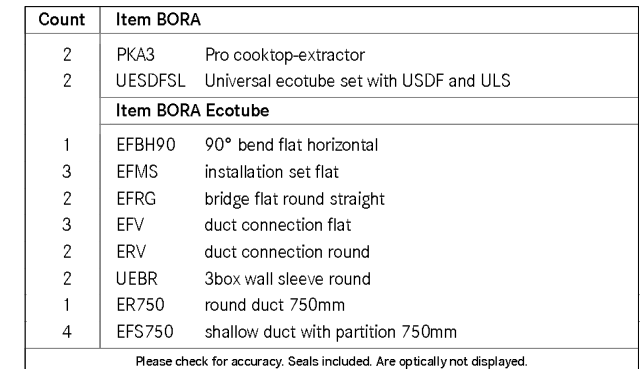 Count Item BORA
2 PKA3 Pro cooktop-extractor
2 UESDFSL Universal ecotube set with USDF and ULS
Item BORA Ecotube
1 EFBH90 90° bend flat horizontal
3 EFMS installation set flat
2 EFRG bridge flat round straight
3 EFV duct connection flat
2 ERV duct connection round
2 UEBR 3box wall sleeve round
1 ER750 round duct 750mm
4 EFS750 shallow duct with partition 750mm
Please check for accuracy. Seals included. Are optically not displayed.